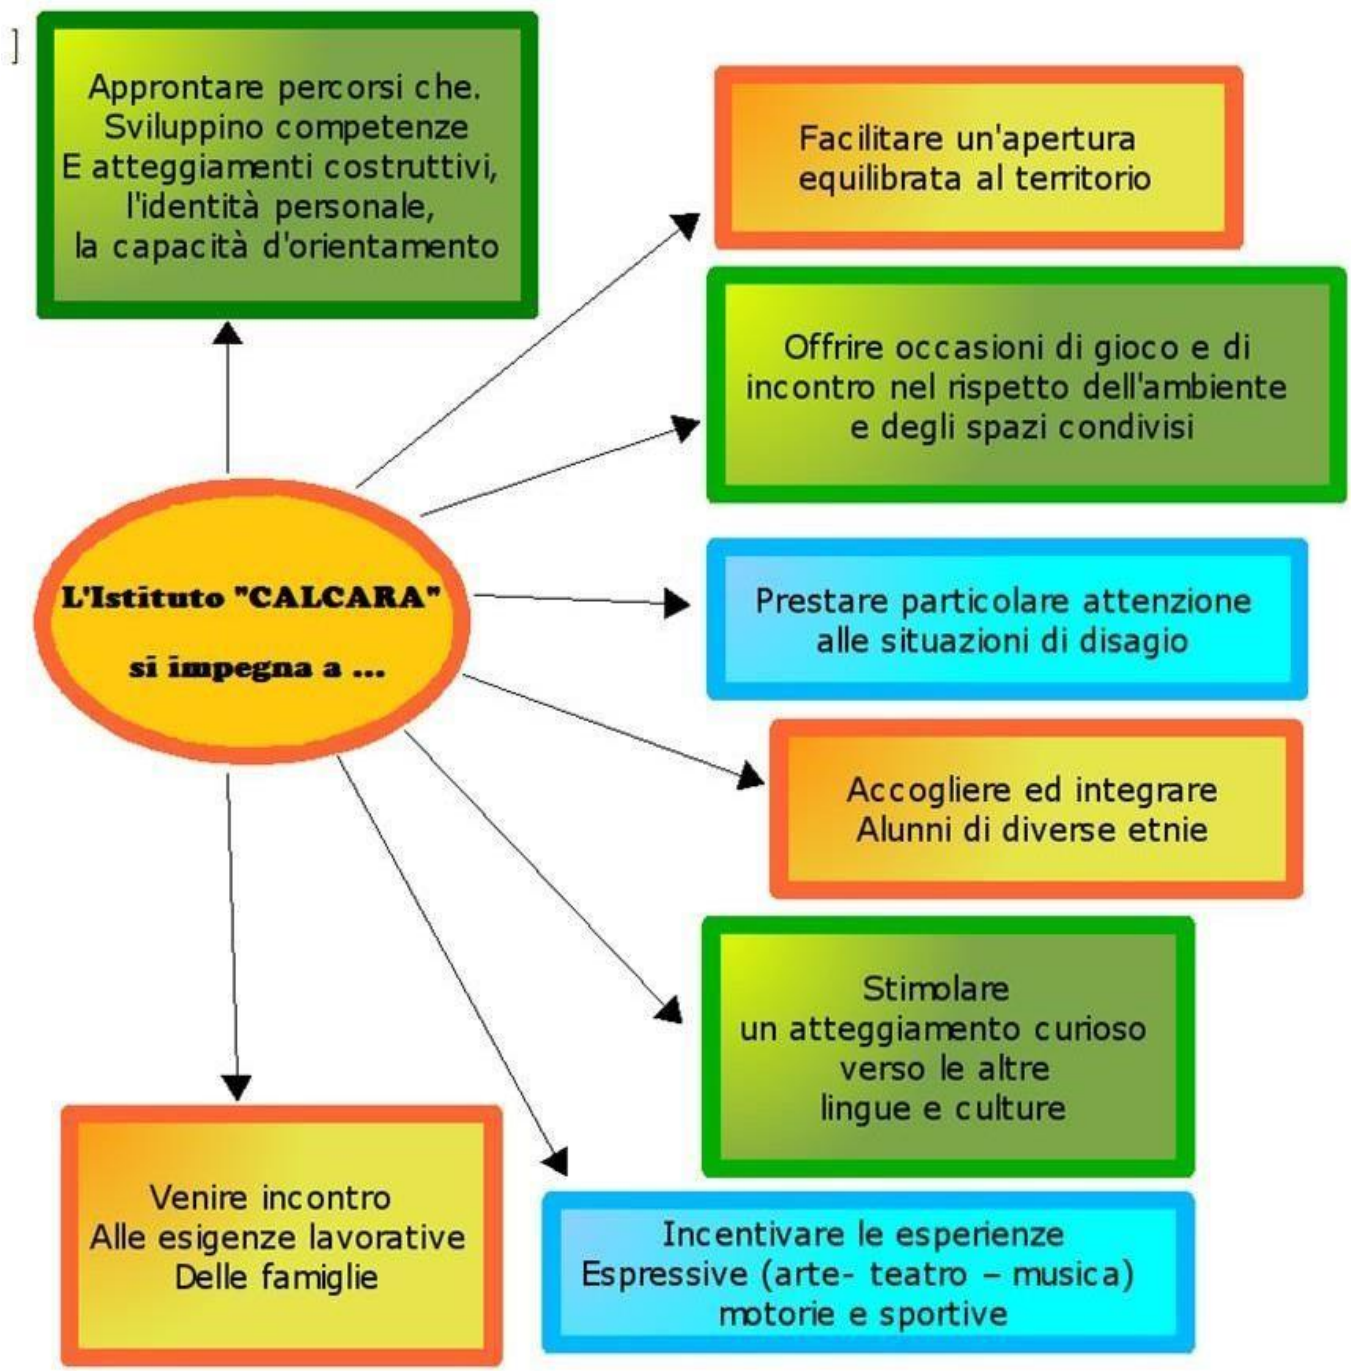 ]
Approntare percorsi che.
Sviluppino competenze
E atteggiamenti costruttivi,
l'identità personale,
la capacità d'orientamento
Facilitare un'apertura
equilibrata al territorio
Offrire occasioni di gioco e di
incontro nel rispetto dell'ambiente
e degli spazi condivisi
L'Istituto "CALCARA"
si impegna a ...
Prestare particolare attenzione
alle situazioni di disagio
Accogliere ed integrare
Alunni di diverse etnie
Stimolare
un atteggiamento curioso
verso le altre
lingue e culture
Venire incontro
Alle esigenze lavorative
Delle famiglie
Incentivare le esperienze
Espressive (arte- teatro – musica)
motorie e sportive